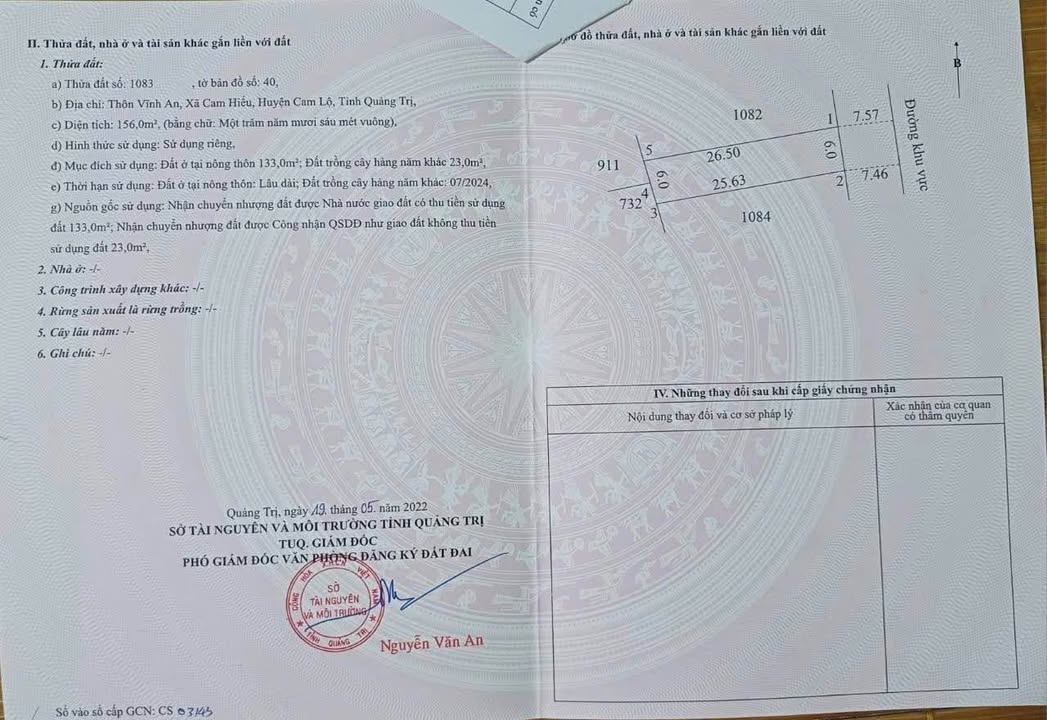 II. Thửa đất, nhà ở và tài sản khác gắn liền với đất
1. Thửa đất:
a) Thửa đất số: 1083 , tờ bản đồ số: 40,
b) Địa chỉ: Thôn Vĩnh An, Xã Cam Hiếu, Huyện Cam Lộ, Tỉnh Quảng Trị,
c) Diện tích: 156,0m², (bằng chữ: Một trăm năm mươi sáu mét vuông),
d) Hình thức sử dụng: Sử dụng riêng,
đ) Mục đích sử dụng: Đất ở tại nông thôn 133,0m²; Đất trồng cây hàng năm khác 23,0m²,
e) Thời hạn sử dụng: Đất ở tại nông thôn: Lâu dài; Đất trồng cây hàng năm khác: 07/2024,
g) Nguồn gốc sử dụng: Nhận chuyển nhượng đất được Nhà nước giao đất có thu tiền sử dụng
đất 133,0m²; Nhận chuyển nhượng đất được Công nhận QSDĐ như giao đất không thu tiền
sử dụng đất 23,0m²,
2. Nhà ở: -/-
3. Công trình xây dựng khác: -/-
4. Rừng sản xuất là rừng trồng: -/-
5. Cây lâu năm: -/-
6. Ghi chú: -/-
Quảng Trị, ngày 19 tháng 05 năm 2022
SỞ TÀI NGUYÊN VÀ MÔI TRƯỜNG TỈNH QUẢNG TRỊ
TUQ. GIÁM ĐỐC
PHÓ GIÁM ĐỐC VĂN PHÒNG ĐĂNG KÝ ĐẤT ĐAI
SỞ
TÀI NGUYÊN
VÀ MÔI TRƯỜNG
TỈNH QUẢNG TRỊ
Nguyễn Văn An
Số vào sổ cấp GCN: CS 03145
đồ thửa đất, nhà ở và tài sản khác gắn liền với đất
B
1082
1
7.57
Đường khu vực
911
5
26.50
6.0
6.0
25.63
2
7.46
4
732
3
1084
IV. Những thay đổi sau khi cấp giấy chứng nhận
Nội dung thay đổi và cơ sở pháp lý
Xác nhận của cơ quan
có thẩm quyền